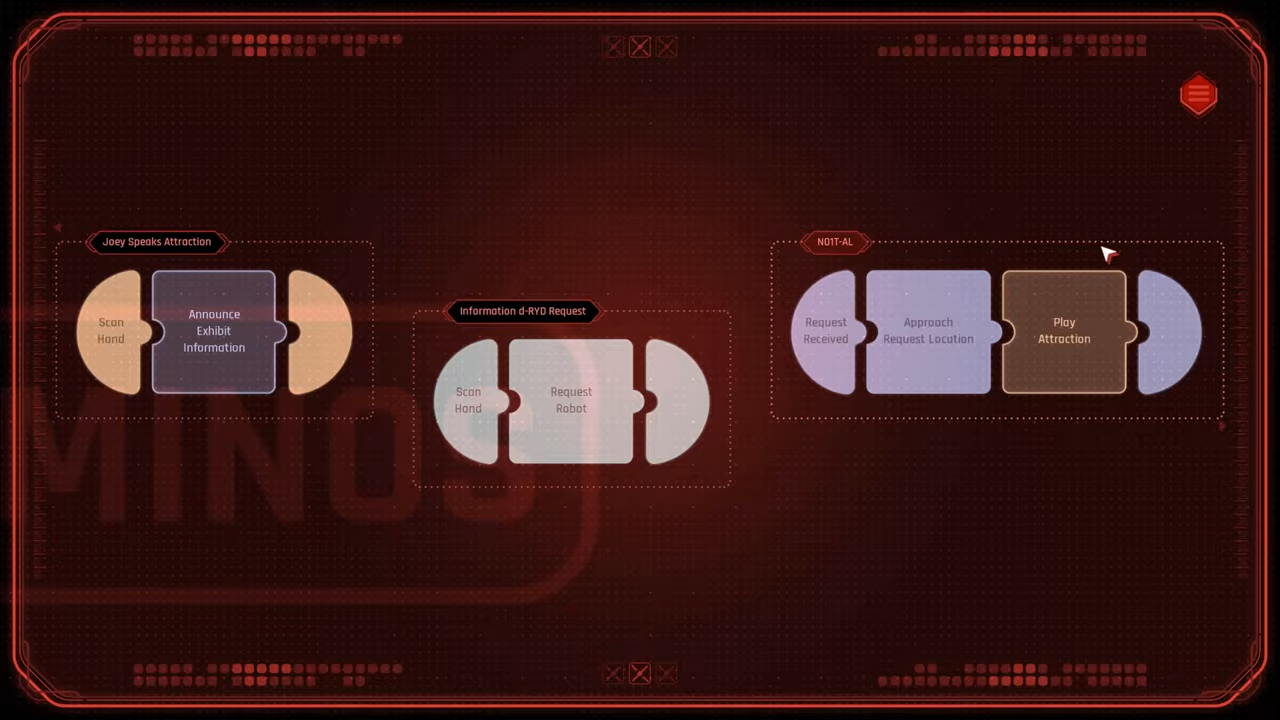 Joey Speaks Attraction
Scan
Hand
Announce
Exhibit
Information
Information d-RYD Request
Scan
Hand
Request
Robot
N01T-AL
Request
Received
Approach
Request Location
Play
Attraction
MINOS